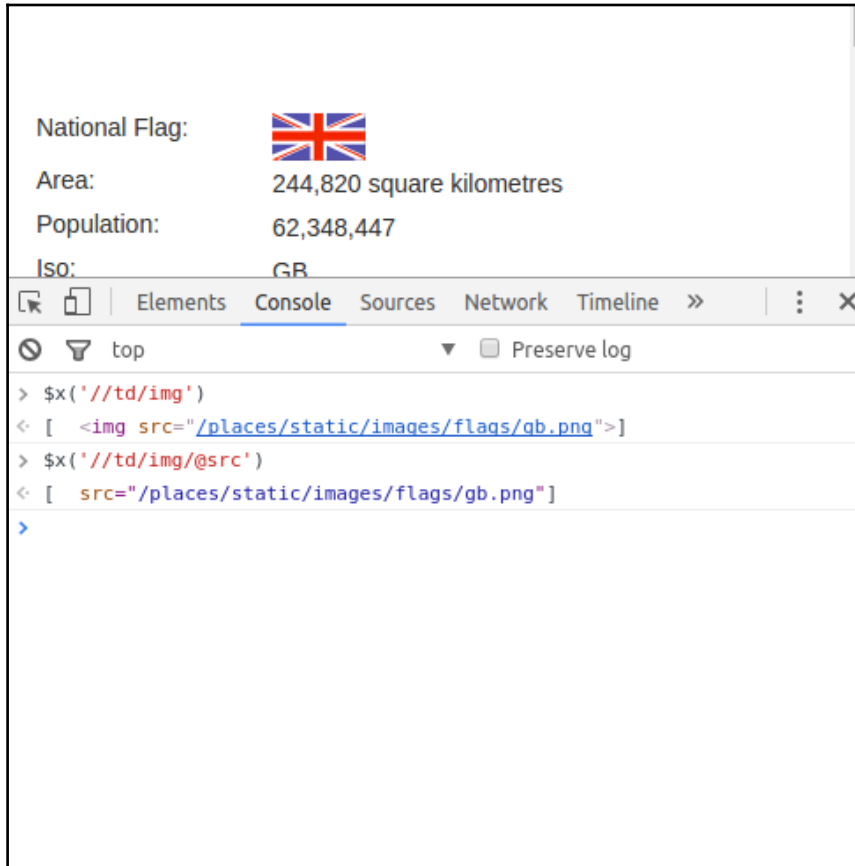 National Flag:
Area: 244,820 square kilometres
Population: 62,348,447
Iso: GB
Elements Console Sources Network Timeline »
top ▼ Preserve log
> $x('//td/img')
<· [ <img src="/places/static/images/flags/gb.png">]
> $x('//td/img/@src')
<· [ src="/places/static/images/flags/gb.png"]
>